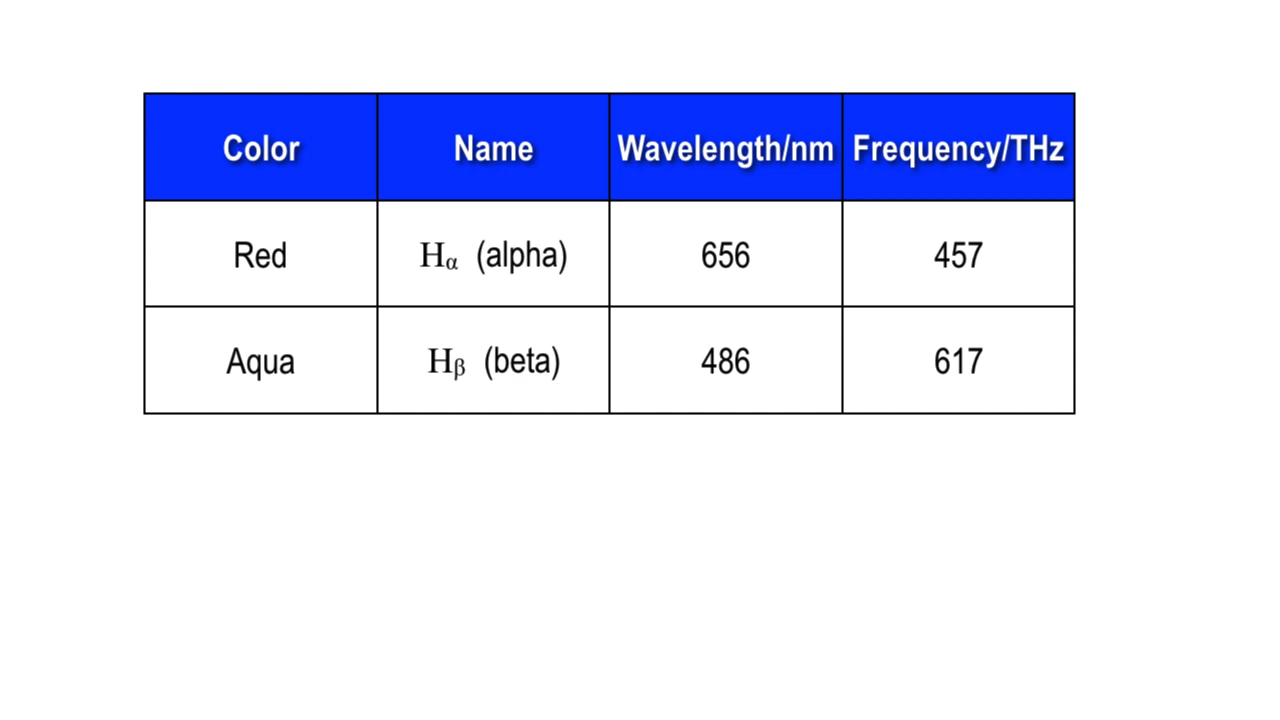 Color Name Wavelength/nm Frequency/THz
Red Hα (alpha) 656 457
Aqua Hβ (beta) 486 617